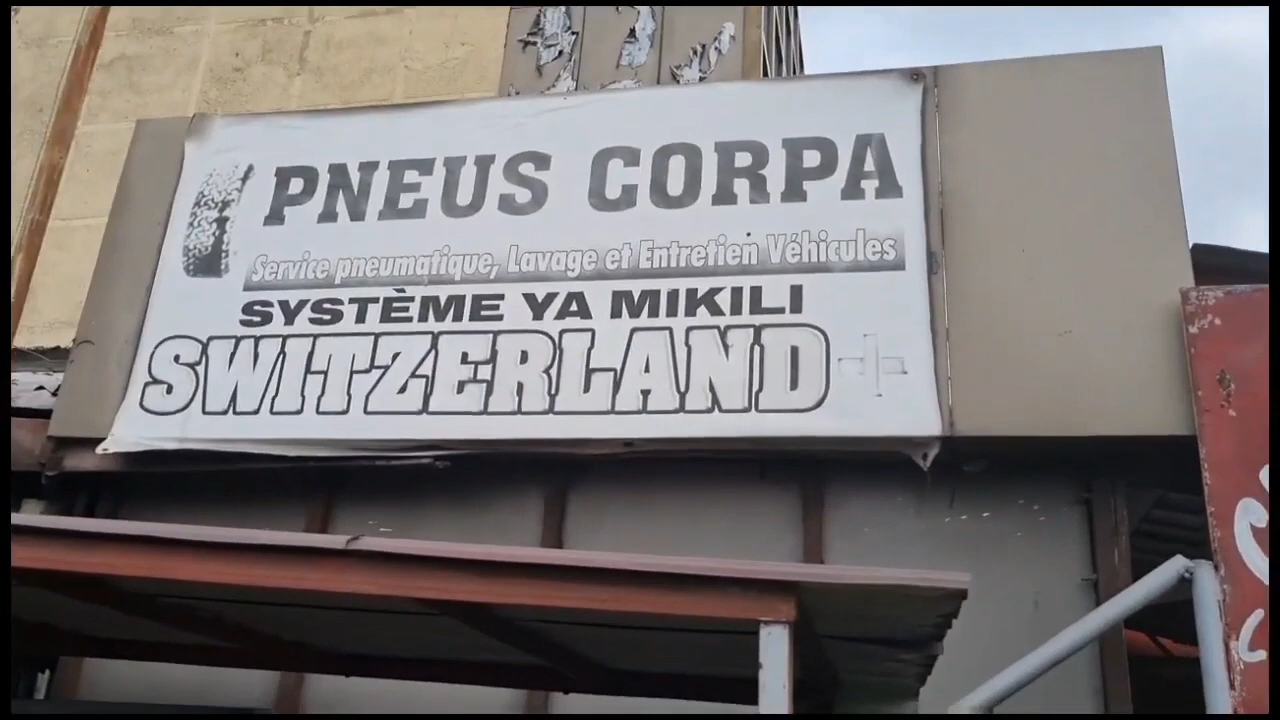 PNEUS CORPA
Service pneumatique, Lavage et Entretien Véhicules
SYSTÈME YA MIKILI
SWITZERLAND